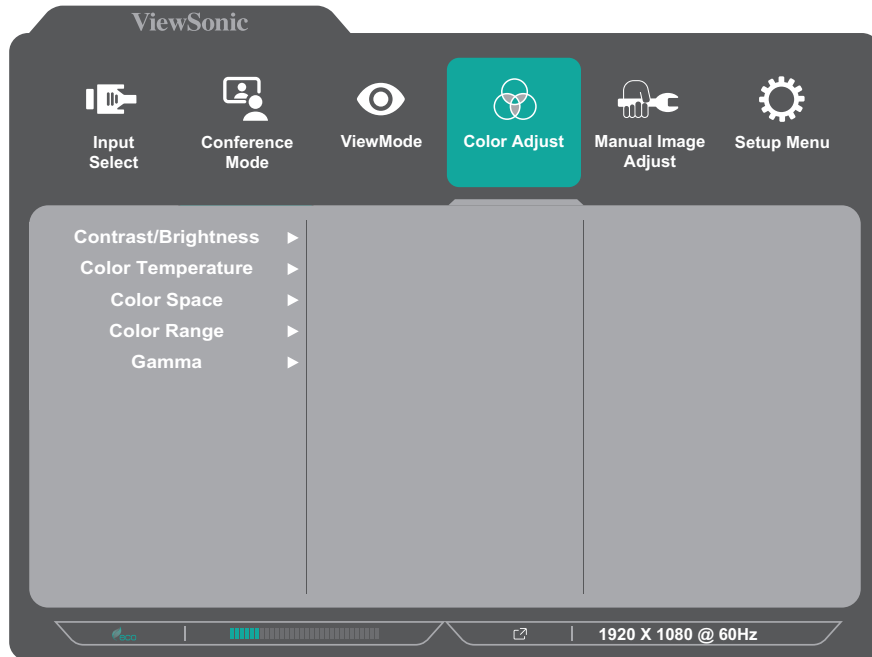 ViewSonic
Input
Select
Conference
Mode
ViewMode
Color Adjust
Manual Image
Adjust
Setup Menu
Contrast/Brightness
Color Temperature
Color Space
Color Range
Gamma
eco
1920 X 1080 @ 60Hz